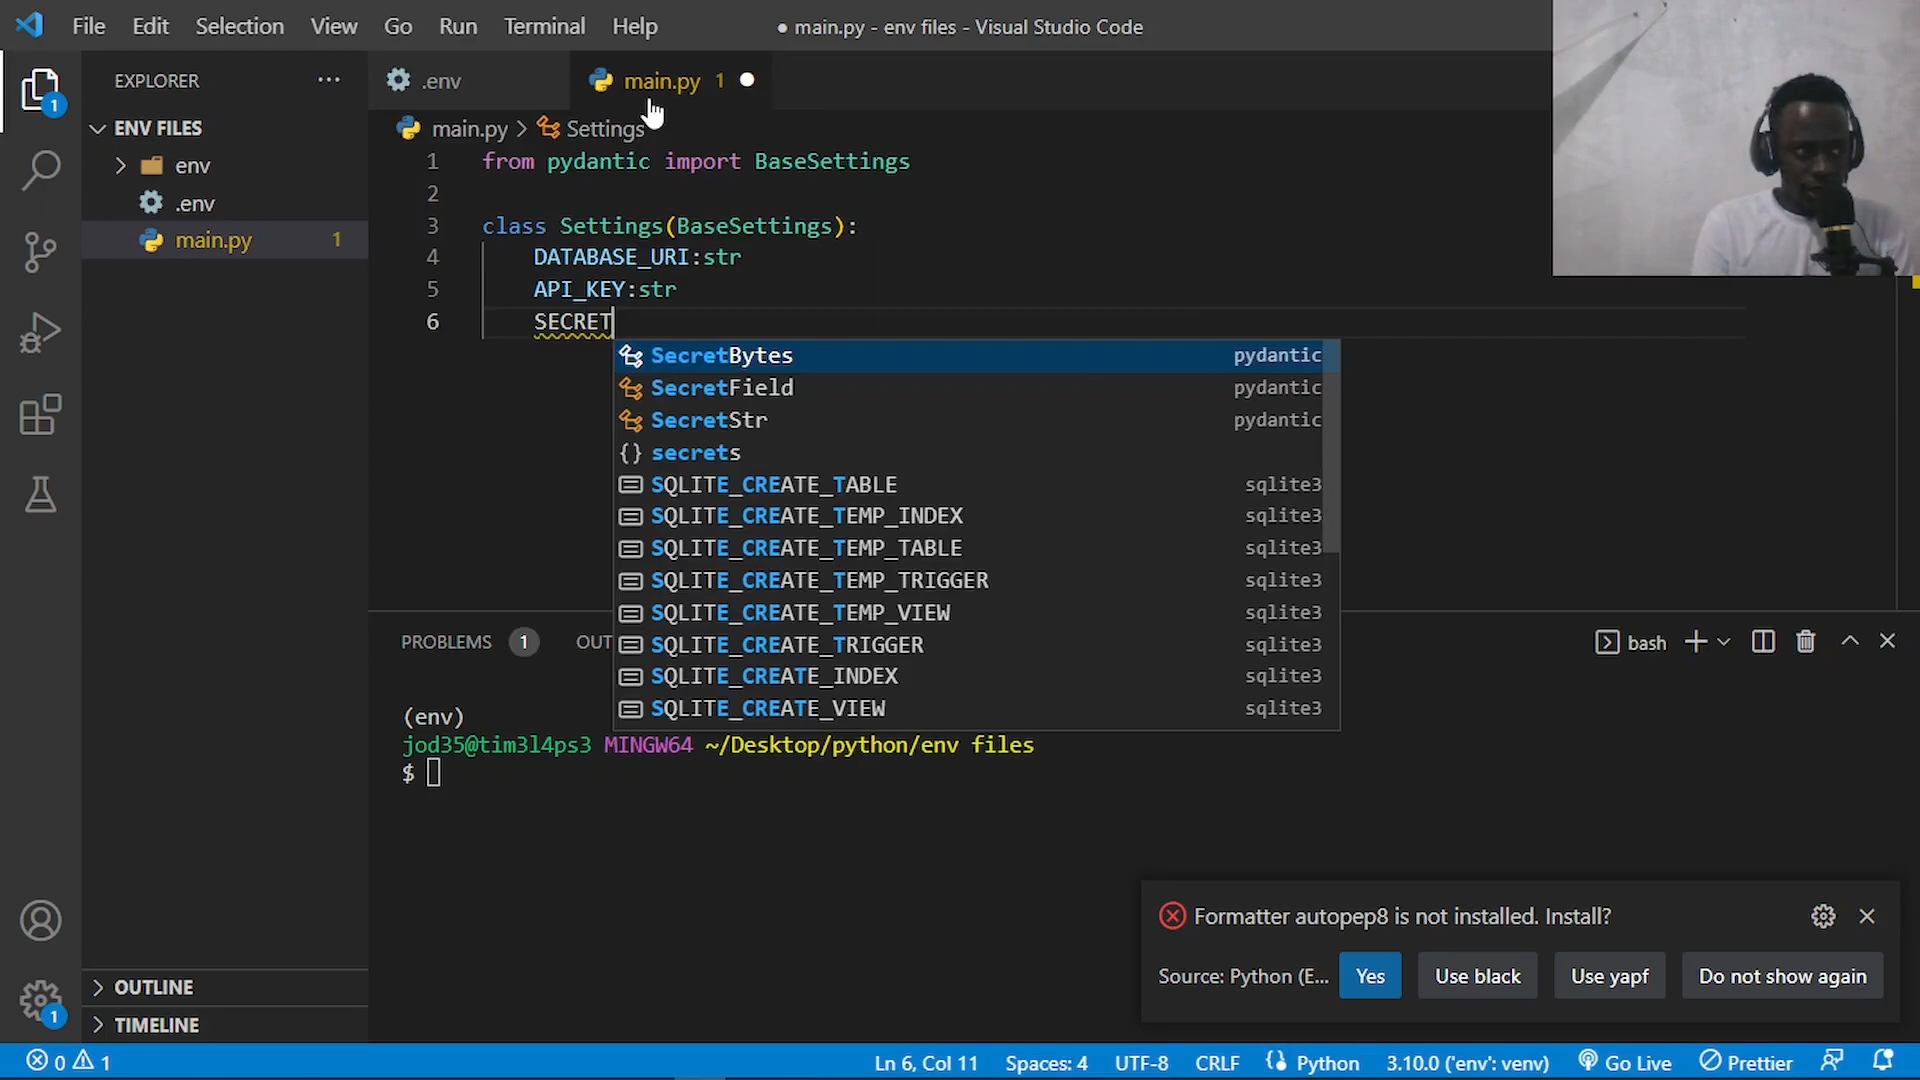 File Edit Selection View Go Run Terminal Help
● main.py - env files - Visual Studio Code
EXPLORER
.env
main.py 1
ENV FILES
main.py > Settings
env
.env
main.py 1
1 from pydantic import BaseSettings
2
3 class Settings(BaseSettings):
4 DATABASE_URI:str
5 API_KEY:str
6 SECRET
SecretBytes pydantic
SecretField pydantic
SecretStr pydantic
{} secrets
SQLITE_CREATE_TABLE sqlite3
SQLITE_CREATE_TEMP_INDEX sqlite3
SQLITE_CREATE_TEMP_TABLE sqlite3
SQLITE_CREATE_TEMP_TRIGGER sqlite3
SQLITE_CREATE_TEMP_VIEW sqlite3
SQLITE_CREATE_TRIGGER sqlite3
SQLITE_CREATE_INDEX sqlite3
SQLITE_CREATE_VIEW sqlite3
PROBLEMS 1 OUT
bash
(env)
jod35@tim3l4ps3 MINGW64 ~/Desktop/python/env files
$
1
1
Formatter autopep8 is not installed. Install?
Source: Python (E... Yes Use black Use yapf Do not show again
OUTLINE
TIMELINE
0 1 Ln 6, Col 11 Spaces: 4 UTF-8 CRLF Python 3.10.0 ('env': venv) Go Live Prettier